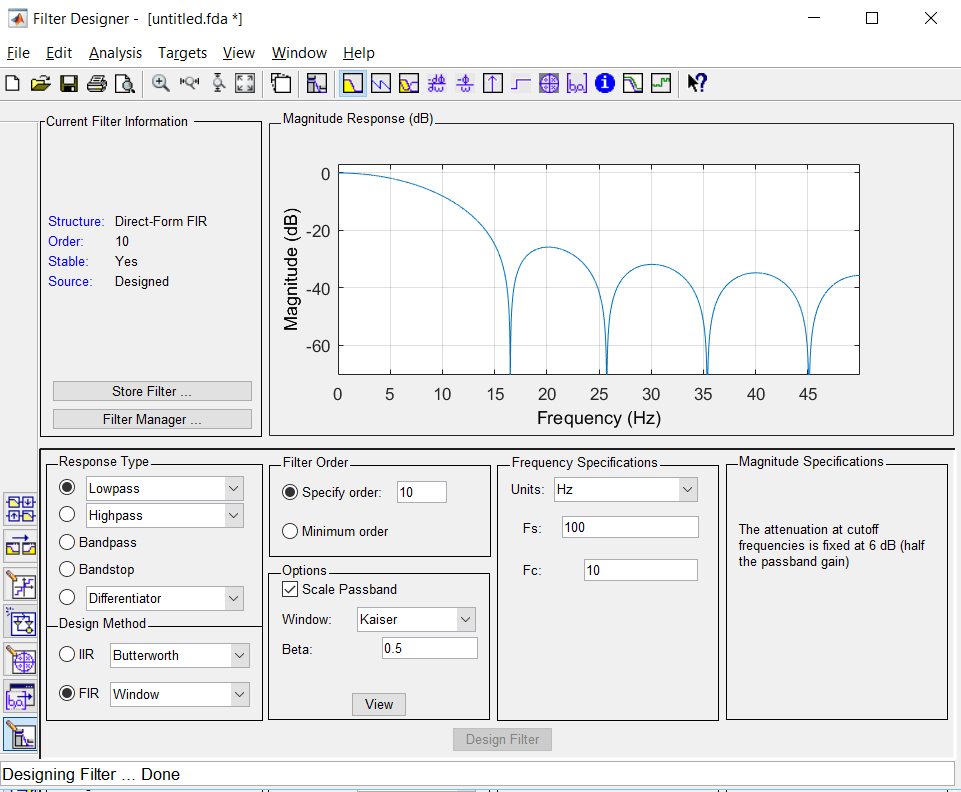 Filter Designer - [untitled.fda *]
File Edit Analysis Targets View Window Help
Current Filter Information
Structure: Direct-Form FIR
Order: 10
Stable: Yes
Source: Designed
Store Filter ...
Filter Manager ...
Magnitude Response (dB)
Magnitude (dB)
0
-20
-40
-60
0 5 10 15 20 25 30 35 40 45
Frequency (Hz)
Response Type
Lowpass
Highpass
Bandpass
Bandstop
Differentiator
Design Method
IIR Butterworth
FIR Window
Filter Order
Specify order: 10
Minimum order
Options
Scale Passband
Window: Kaiser
Beta: 0.5
View
Frequency Specifications
Units: Hz
Fs: 100
Fc: 10
Magnitude Specifications
The attenuation at cutoff
frequencies is fixed at 6 dB (half
the passband gain)
Design Filter
Designing Filter ... Done